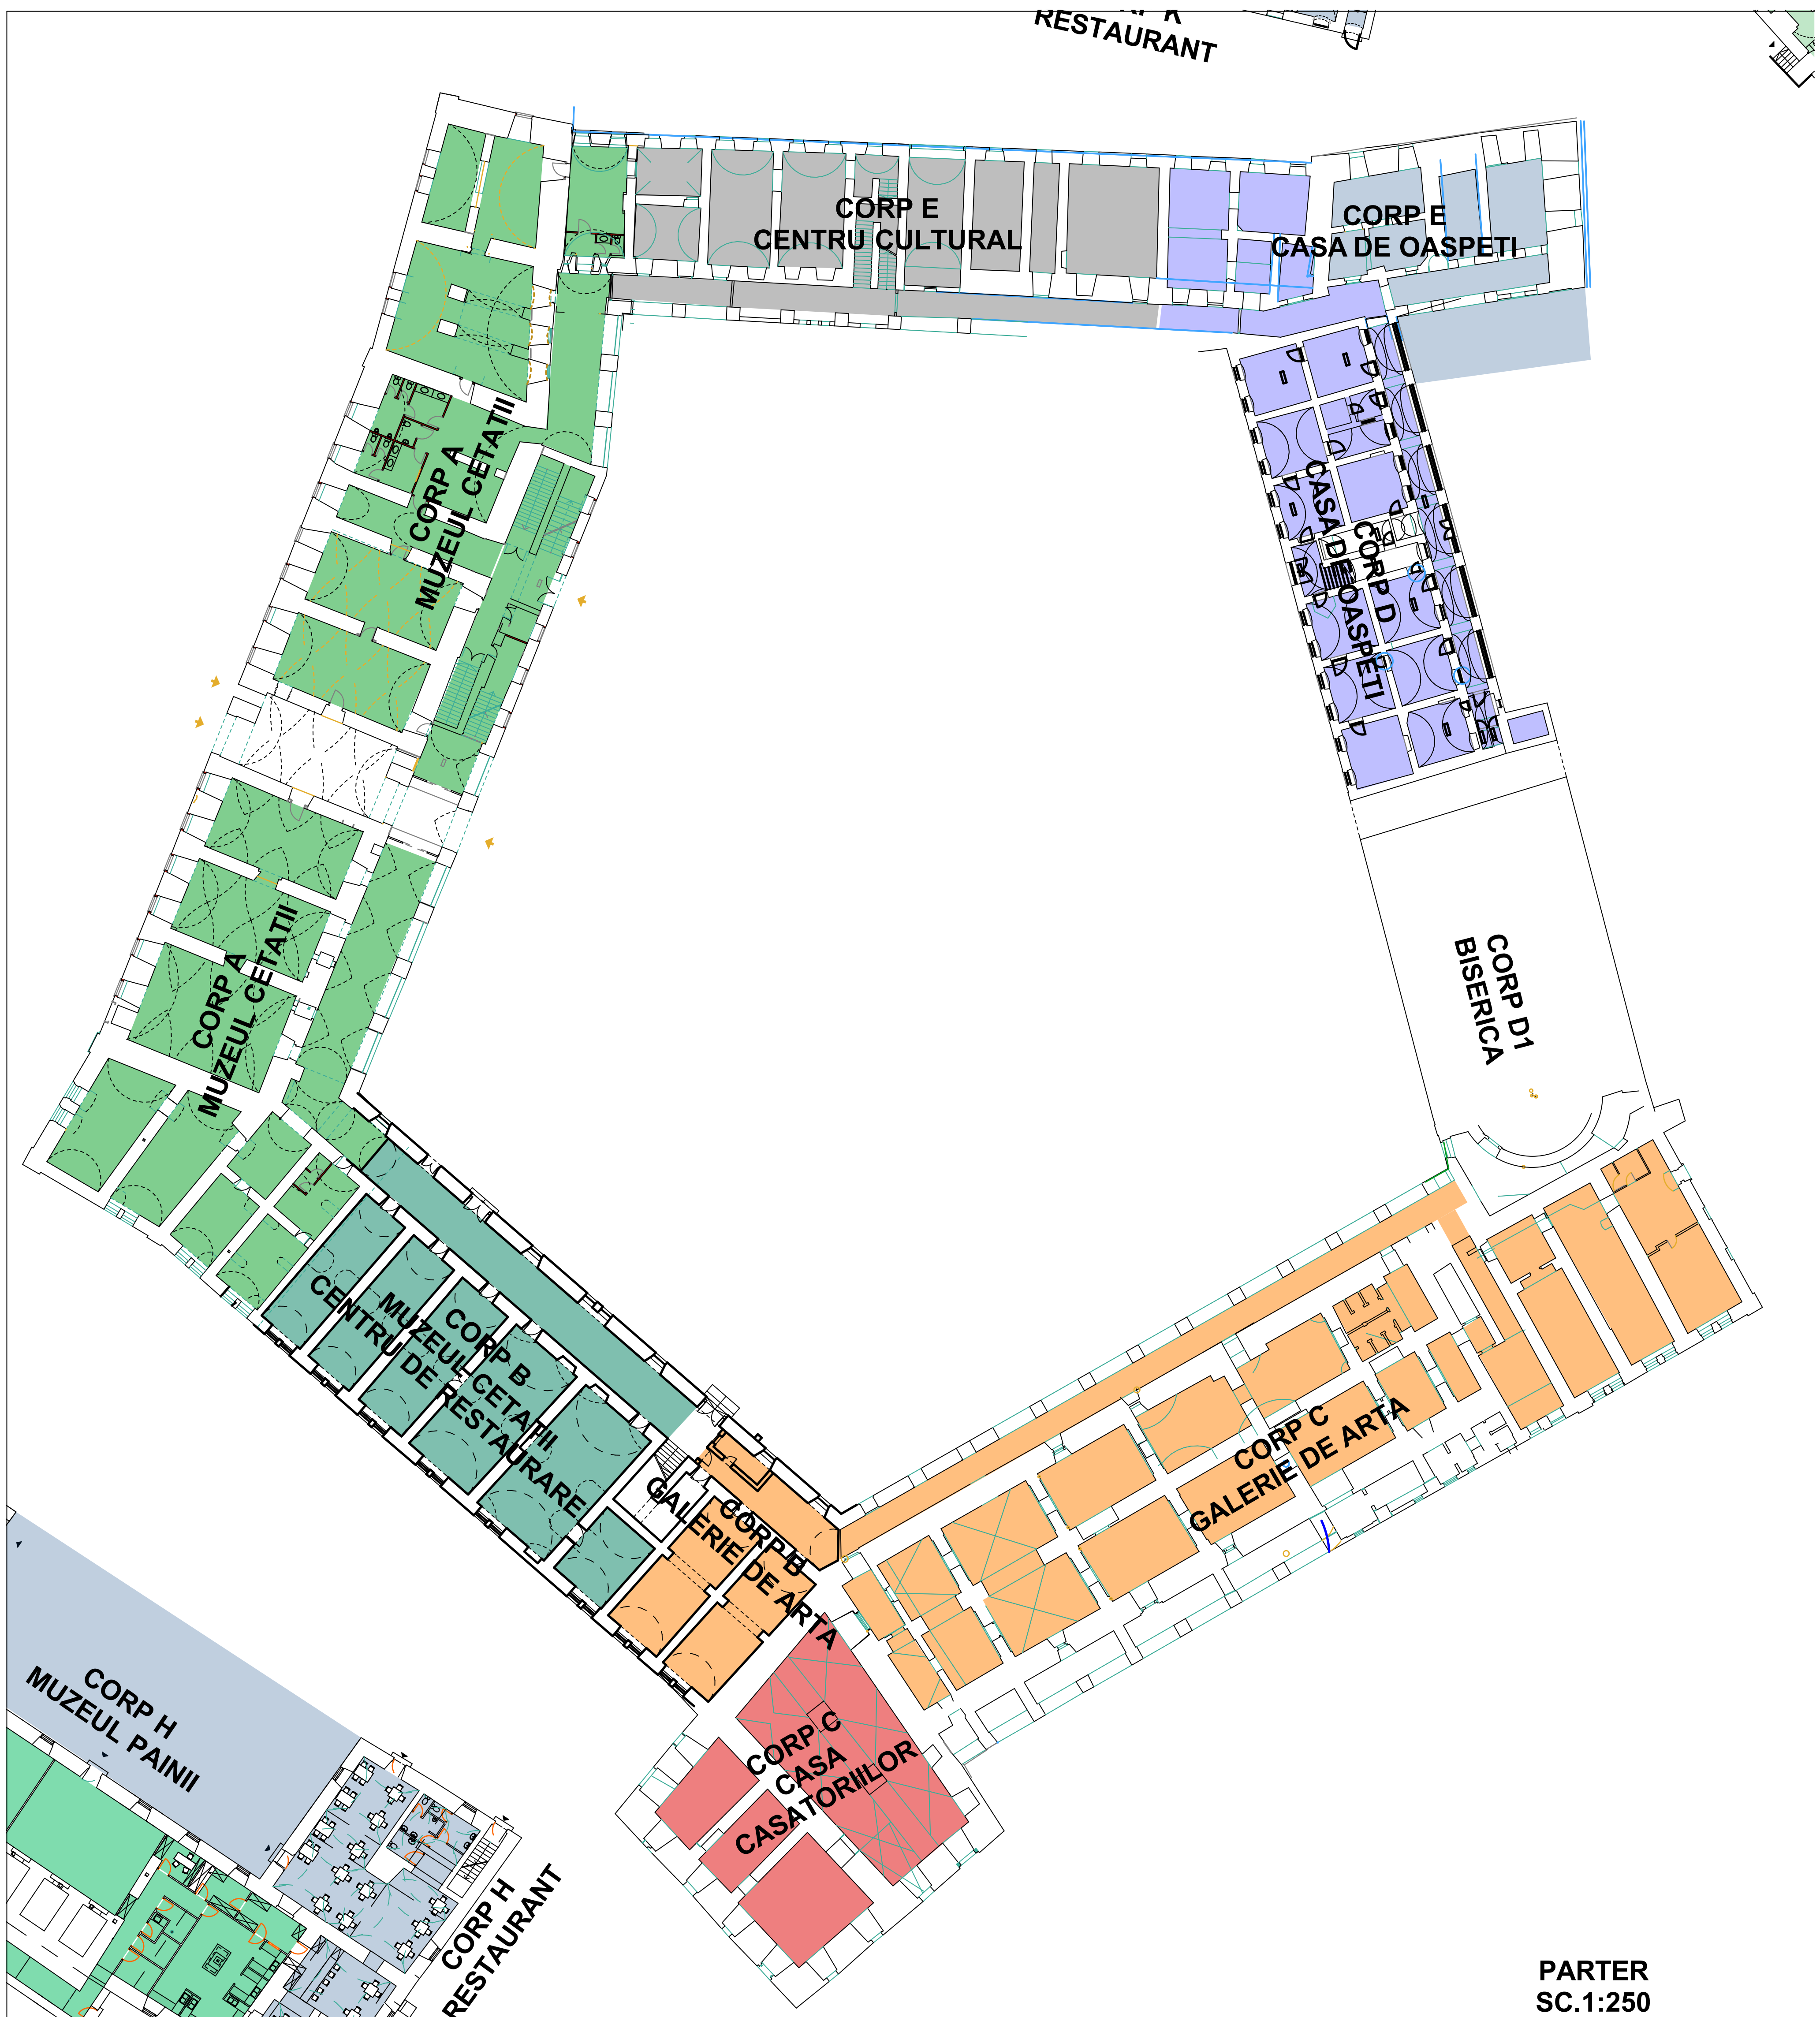 RESTAURANT
CORP E
CENTRU CULTURAL
CORP E
CASA DE OASPETI
CORP A
MUZEUL CETATII
CORP D
CASA DE OASPETI
CORP A
MUZEUL CETATII
CORP D1
BISERICA
CORP B
MUZEUL CETATII
CENTRU DE RESTAURARE
CORP B
GALERIE DE ARTA
CORP C
GALERIE DE ARTA
CORP C
CASA
CASATORIILOR
CORP H
MUZEUL PAINII
CORP H
RESTAURANT
PARTER
SC.1:250